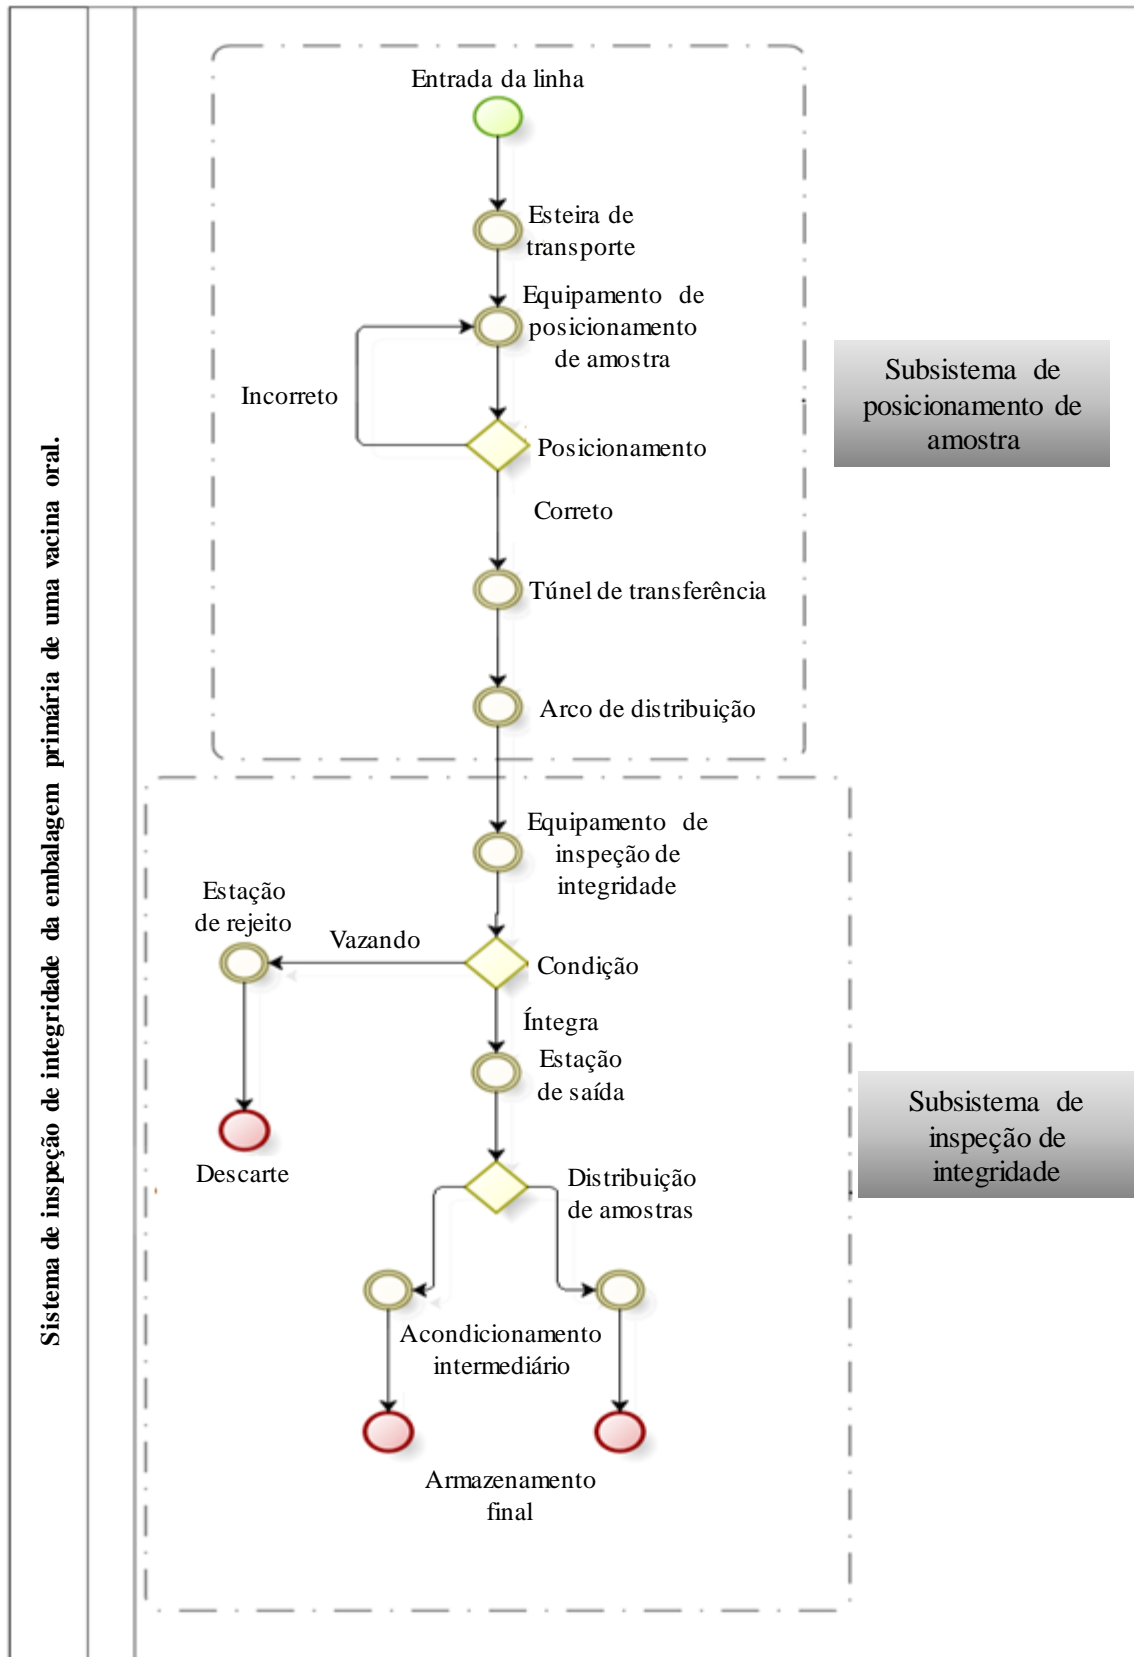 Sistema de inspeção de integridade da embalagem primária de uma vacina oral.
Entrada da linha
Esteira de
transporte
Equipamento de
posicionamento
de amostra
Incorreto
Posicionamento
Correto
Túnel de transferência
Arco de distribuição
Subsistema de
posicionamento de
amostra
Equipamento de
inspeção de
integridade
Estação
de rejeito
Vazando
Condição
Íntegra
Estação
de saída
Descarte
Distribuição
de amostras
Acondicionamento
intermediário
Armazenamento
final
Subsistema de
inspeção de
integridade